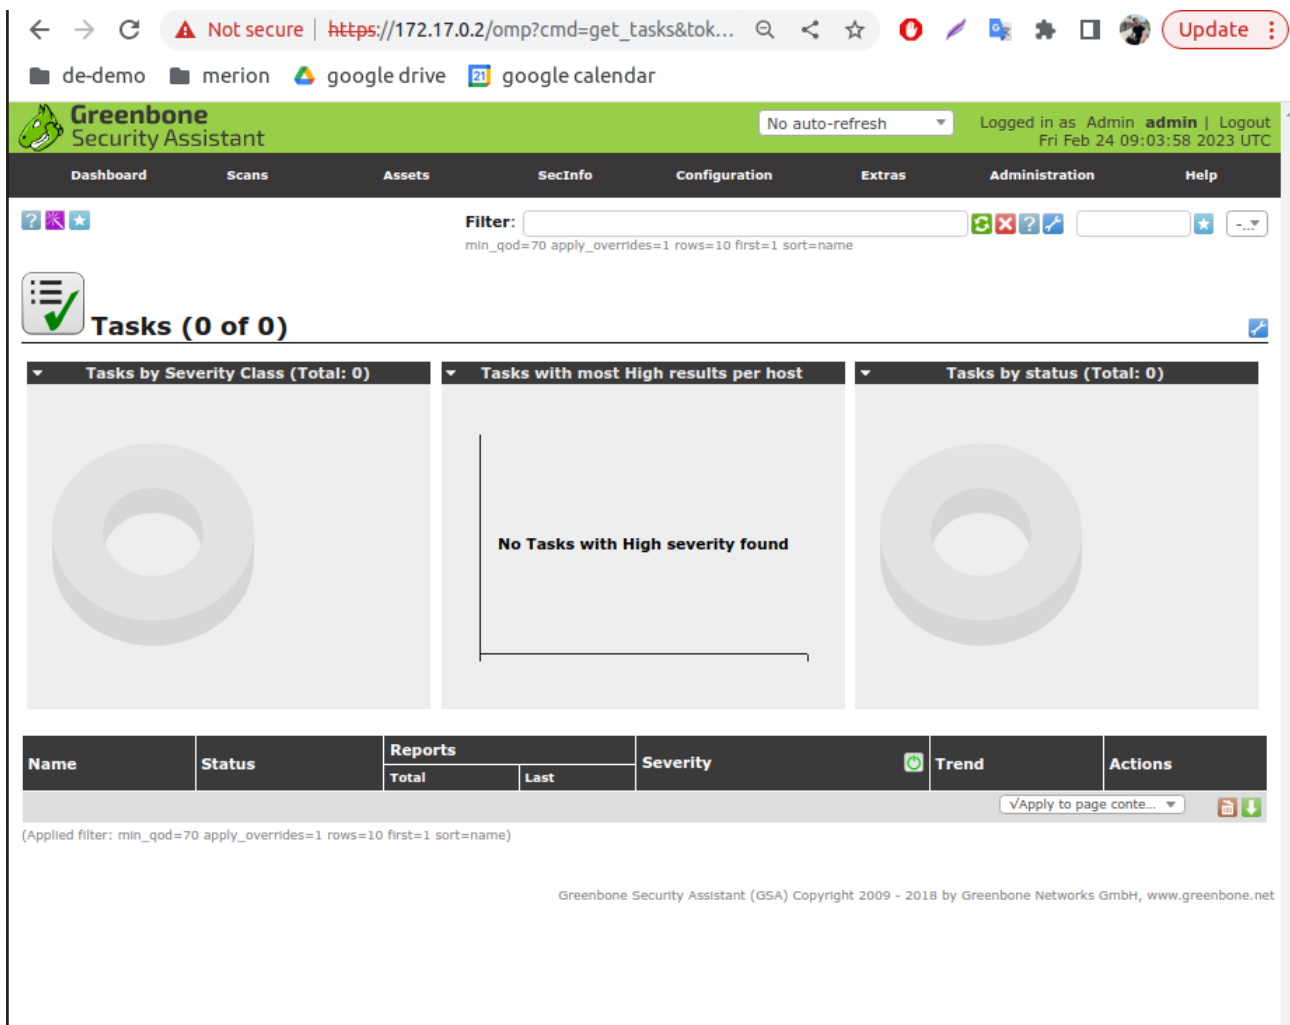 Not secure | https://172.17.0.2/omp?cmd=get_tasks&tok...
Update
de-demo merion google drive 21 google calendar
Greenbone
Security Assistant
No auto-refresh
Logged in as Admin admin | Logout
Fri Feb 24 09:03:58 2023 UTC
Dashboard Scans Assets SecInfo Configuration Extras Administration Help
Filter:
-...
min_qod=70 apply_overrides=1 rows=10 first=1 sort=name
Tasks (0 of 0)
Tasks by Severity Class (Total: 0)
Tasks with most High results per host
Tasks by status (Total: 0)
No Tasks with High severity found
Name Status Reports Severity Trend Actions
Total Last
√Apply to page conte...
(Applied filter: min_qod=70 apply_overrides=1 rows=10 first=1 sort=name)
Greenbone Security Assistant (GSA) Copyright 2009 - 2018 by Greenbone Networks GmbH, www.greenbone.net